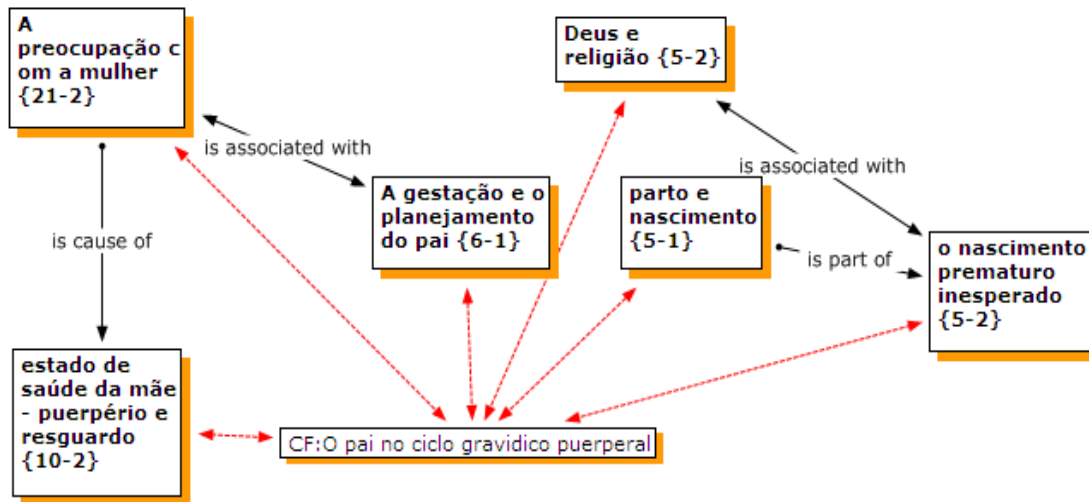 A
preocupação c
om a mulher
{21-2}
Deus e
religião {5-2}
is associated with
is associated with
A gestação e o
planejamento
do pai {6-1}
parto e
nascimento
{5-1}
is cause of
is part of
o nascimento
prematuro
inesperado
{5-2}
estado de
saúde da mãe
- puerpério e
resguardo
{10-2}
CF:O pai no ciclo gravidico puerperal